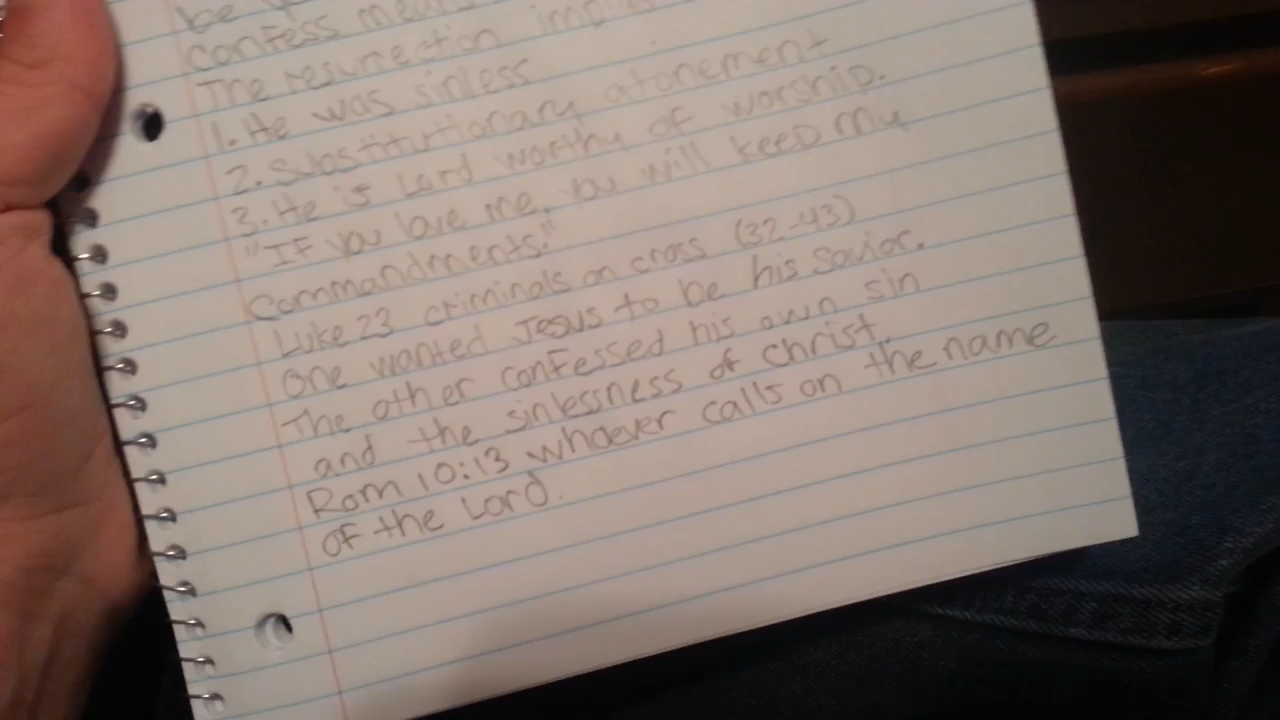 be
confess means
The resurrection implies
1. He was sinless
2. Substitutionary atonement
3. He is Lord worthy of worship.
"IF you love me, you will keep my
commandments."
Luke 23 criminals on cross (32-43)
one wanted Jesus to be his savior.
The other confessed his own sin
and the sinlessness of christ.
Rom 10:13 whoever calls on the name
of the Lord.